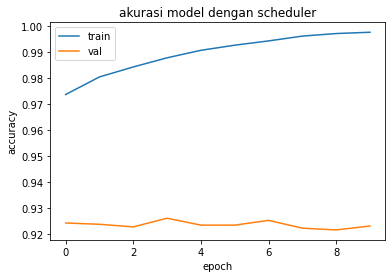 akurasi model dengan scheduler
1.00
0.99
0.98
0.97
0.96
0.95
0.94
0.93
0.92
accuracy
train
val
0 2 4 6 8
epoch